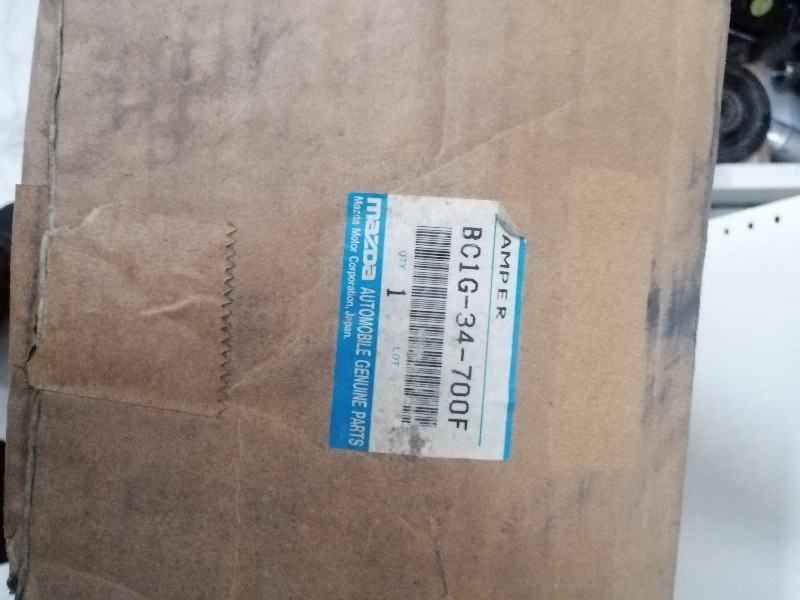 AMPER
BC1G-34-700F
QTY
1
LOT
mazda AUTOMOBILE GENUINE PARTS
Mazda Motor Corporation, Japan.